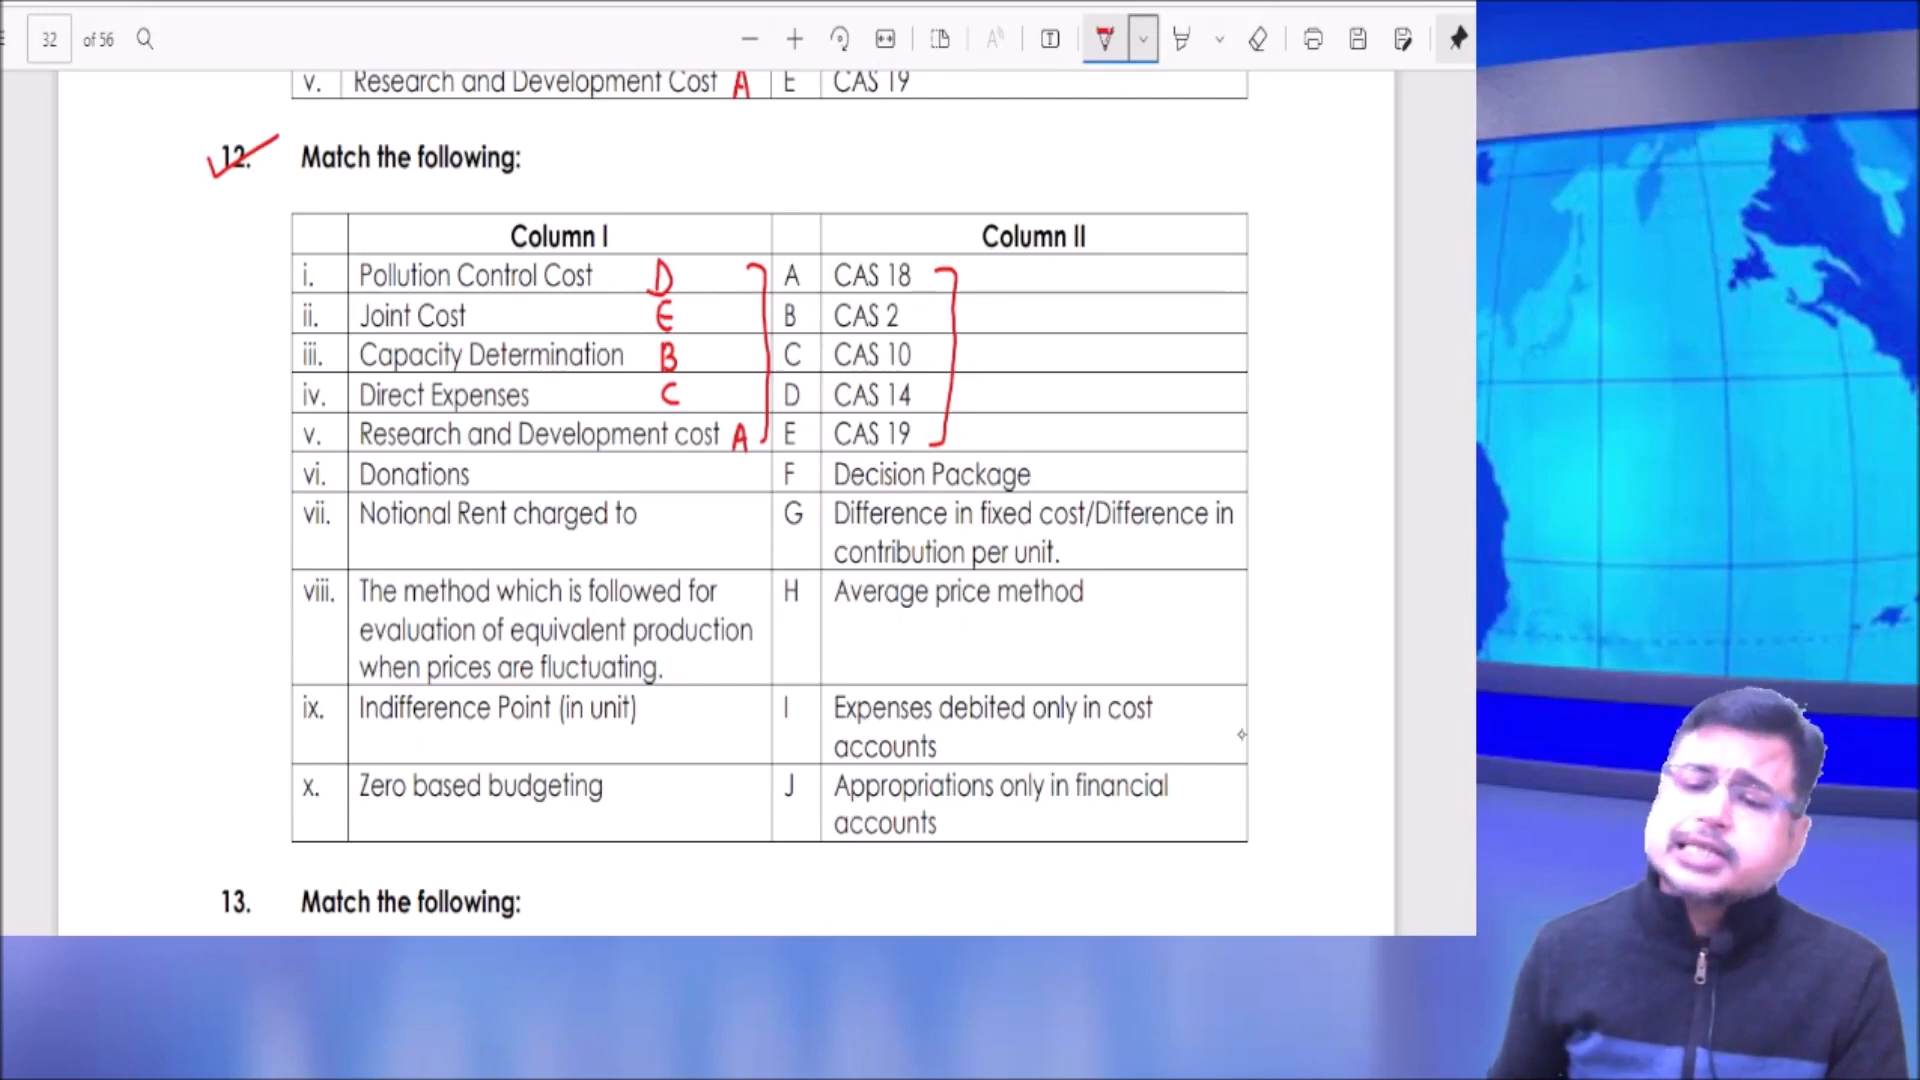 32 of 56
v. Research and Development Cost A E CAS 19
12. Match the following:
Column I Column II
i. Pollution Control Cost D A CAS 18
ii. Joint Cost E B CAS 2
iii. Capacity Determination B C CAS 10
iv. Direct Expenses C D CAS 14
v. Research and Development cost A E CAS 19
vi. Donations F Decision Package
vii. Notional Rent charged to G Difference in fixed cost/Difference in
contribution per unit.
viii. The method which is followed for H Average price method
evaluation of equivalent production
when prices are fluctuating.
ix. Indifference Point (in unit) I Expenses debited only in cost
accounts
x. Zero based budgeting J Appropriations only in financial
accounts
13. Match the following: